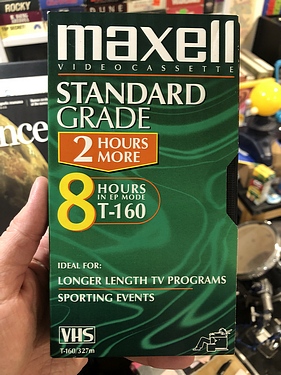 ROCKY
DUNE
maxell
VIDEOCASSETTE
STANDARD
GRADE
2 HOURS
MORE
8 HOURS
IN EP MODE
T-160
IDEAL FOR:
LONGER LENGTH TV PROGRAMS
SPORTING EVENTS
VHS
T-160/327m